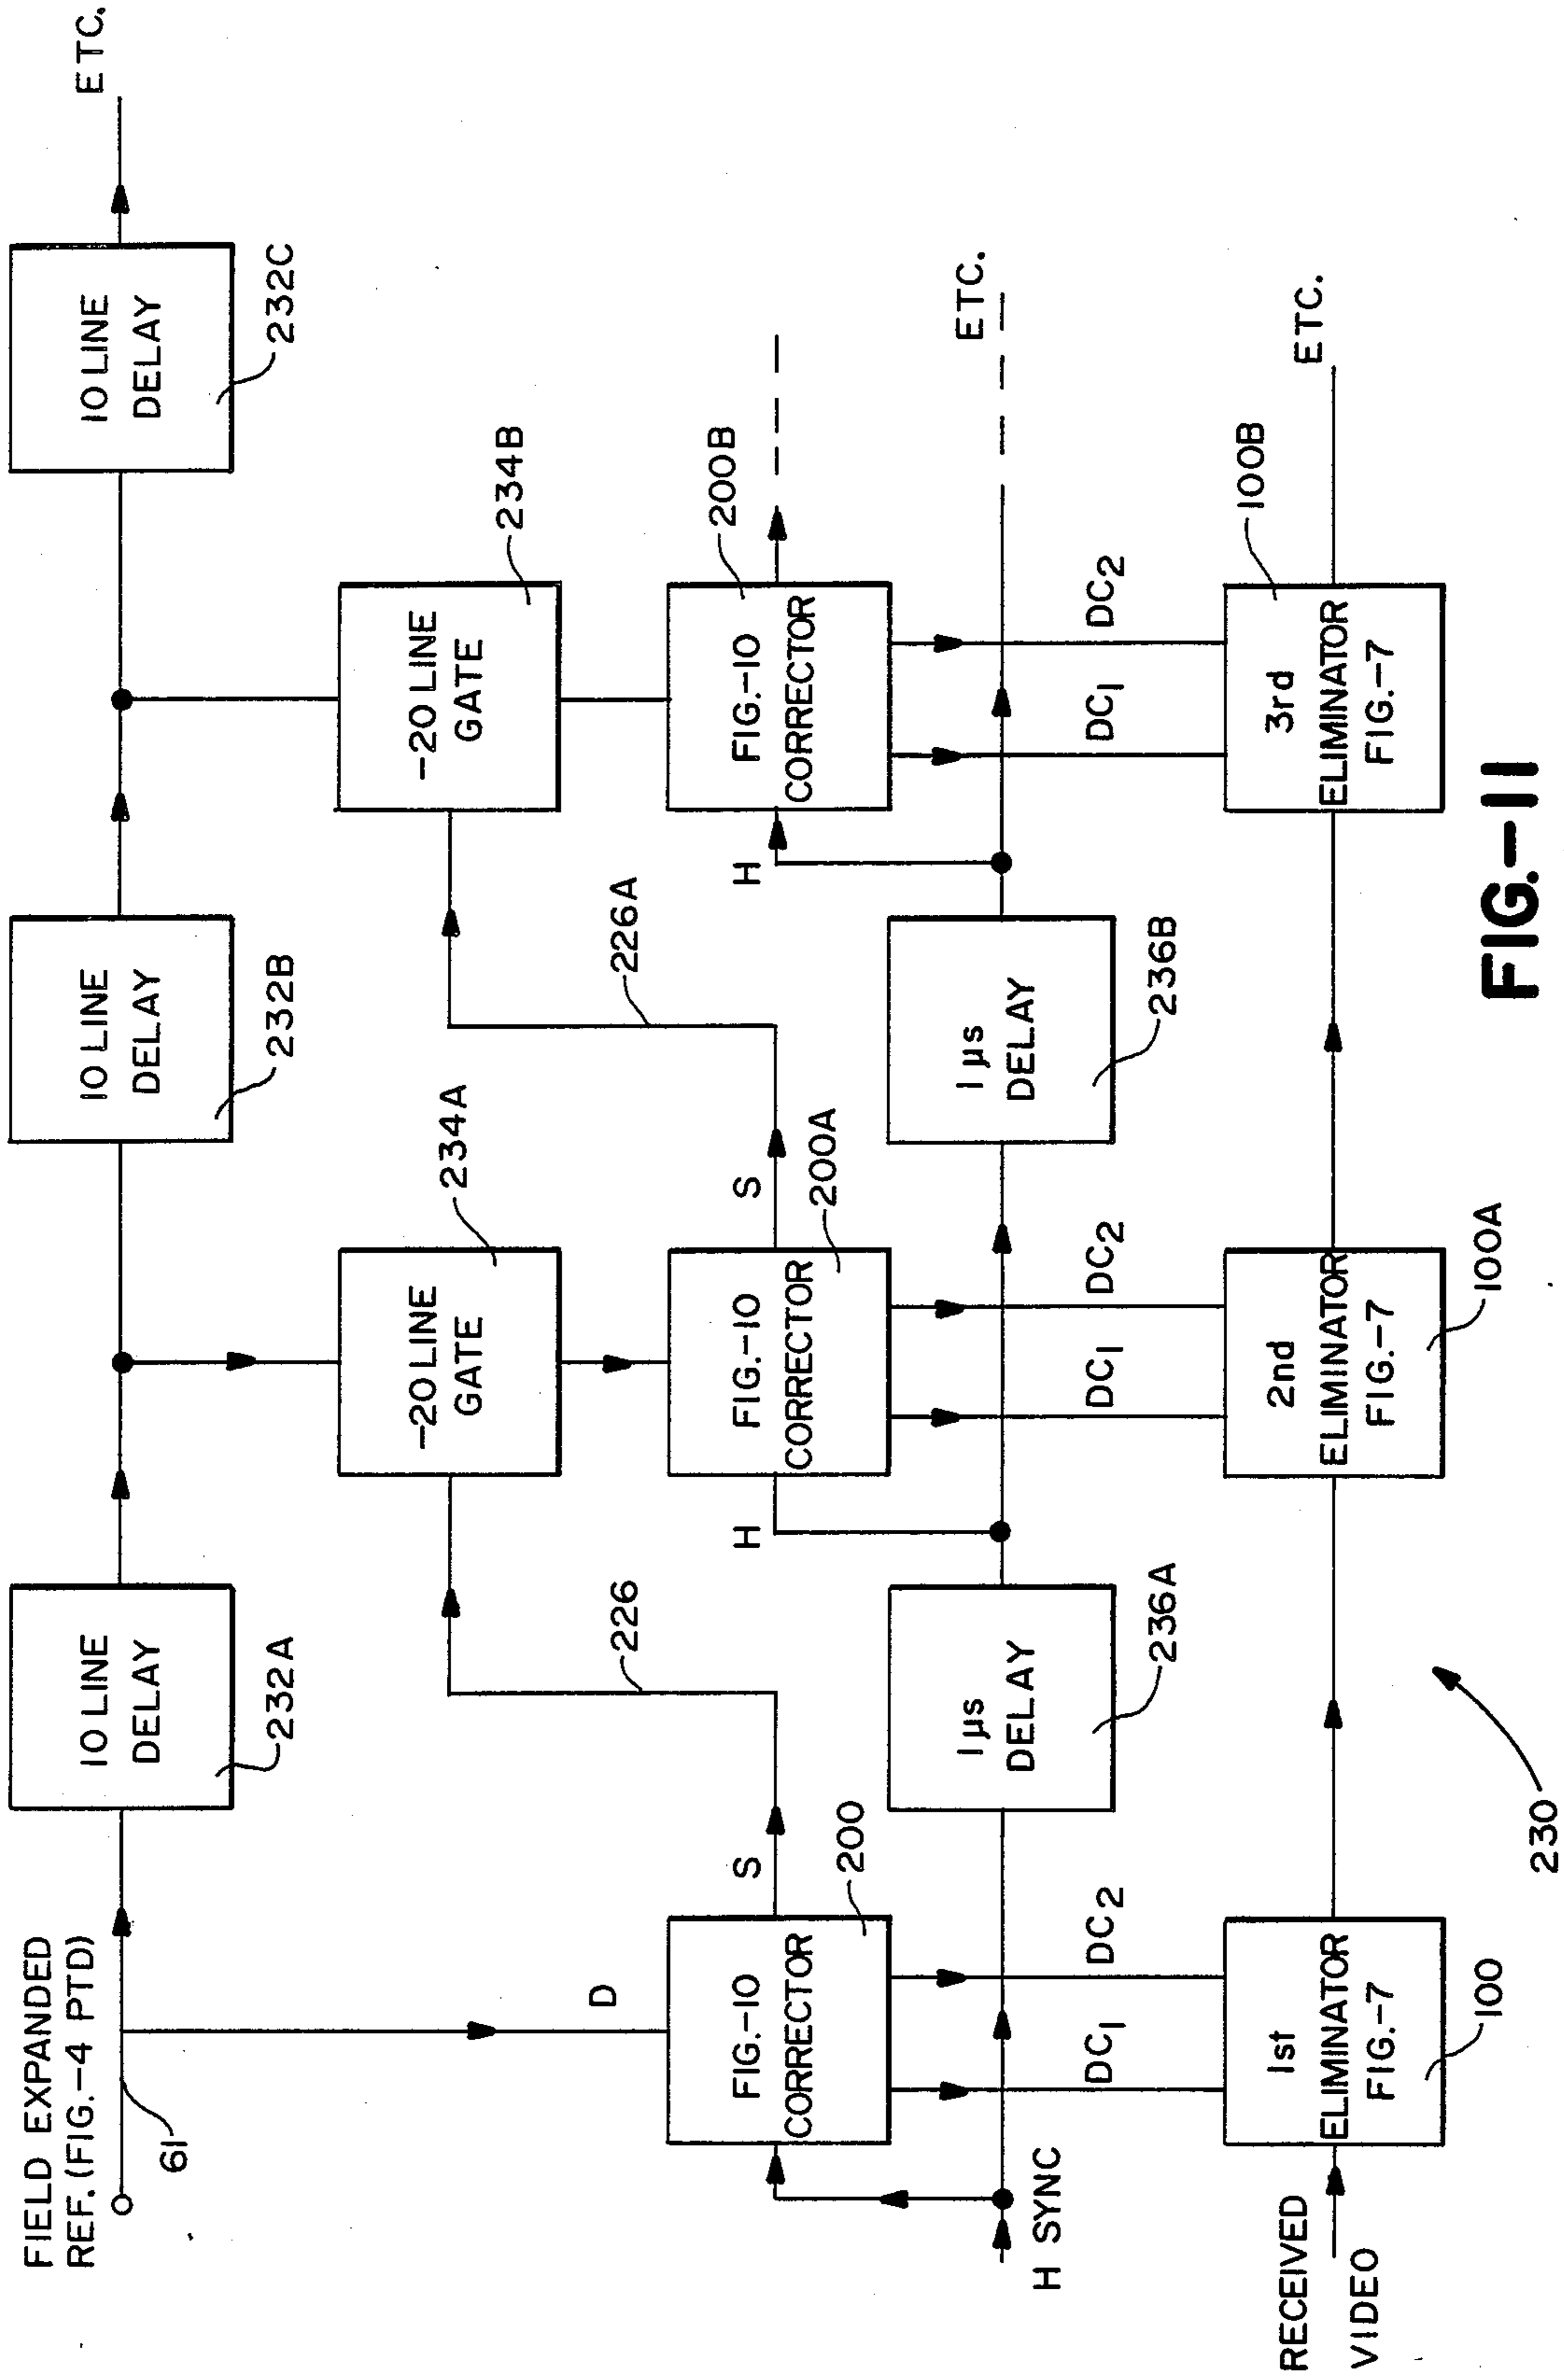 FIELD EXPANDED
REF. (FIG.-4 PTD)
61
10 LINE
DELAY
232A
10 LINE
DELAY
232B
10 LINE
DELAY
232C
ETC.
-20 LINE
GATE
234A
-20 LINE
GATE
234B
226
226A
D
FIG.-10
CORRECTOR
200
S
H
FIG.-10
CORRECTOR
200A
S
H
FIG.-10
CORRECTOR
200B
H SYNC
1 µs
DELAY
236A
1 µs
DELAY
236B
ETC.
DC1
DC2
DC1
DC2
DC1
DC2
RECEIVED
VIDEO
1st
ELIMINATOR
FIG.-7
100
2nd
ELIMINATOR
FIG.-7
100A
3rd
ELIMINATOR
FIG.-7
100B
ETC.
230
FIG.-11